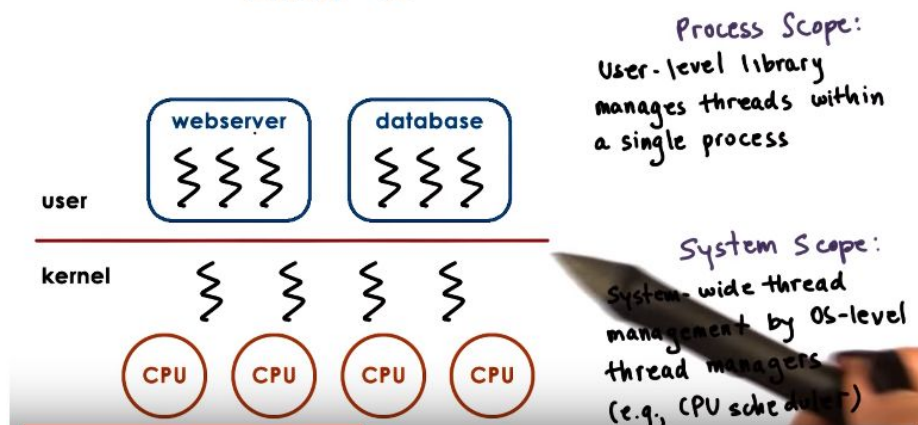 Process Scope:
User-level library
manages threads within
a single process
webserver
database
user
kernel
CPU
CPU
CPU
CPU
System Scope:
System-wide thread
management by OS-level
thread managers
(e.g., CPU scheduler)